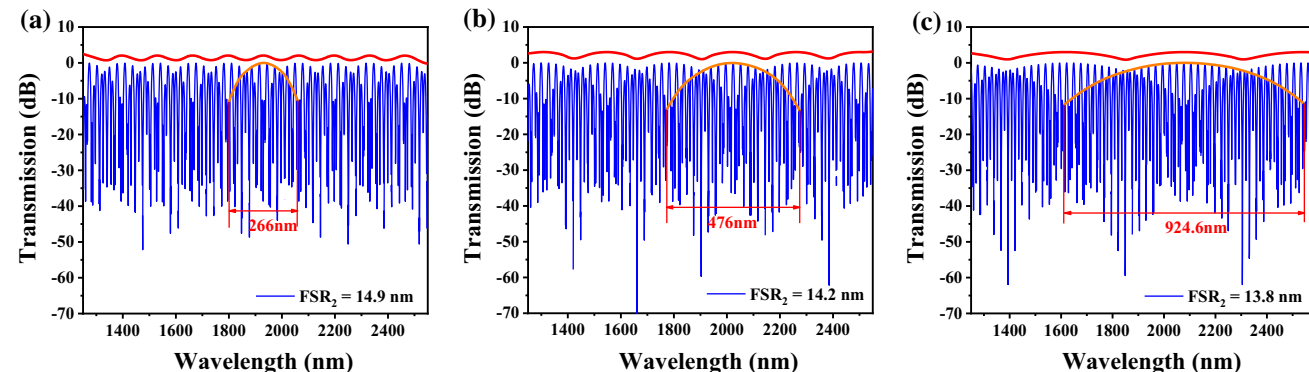 (a)
10
0
-10
-20
-30
-40
-50
-60
-70
Transmission (dB)
266nm
FSR2 = 14.9 nm
1400 1600 1800 2000 2200 2400
Wavelength (nm)
(b)
10
0
-10
-20
-30
-40
-50
-60
-70
Transmission (dB)
476nm
FSR2 = 14.2 nm
1400 1600 1800 2000 2200 2400
Wavelength (nm)
(c)
10
0
-10
-20
-30
-40
-50
-60
-70
Transmission (dB)
924.6nm
FSR2 = 13.8 nm
1400 1600 1800 2000 2200 2400
Wavelength (nm)